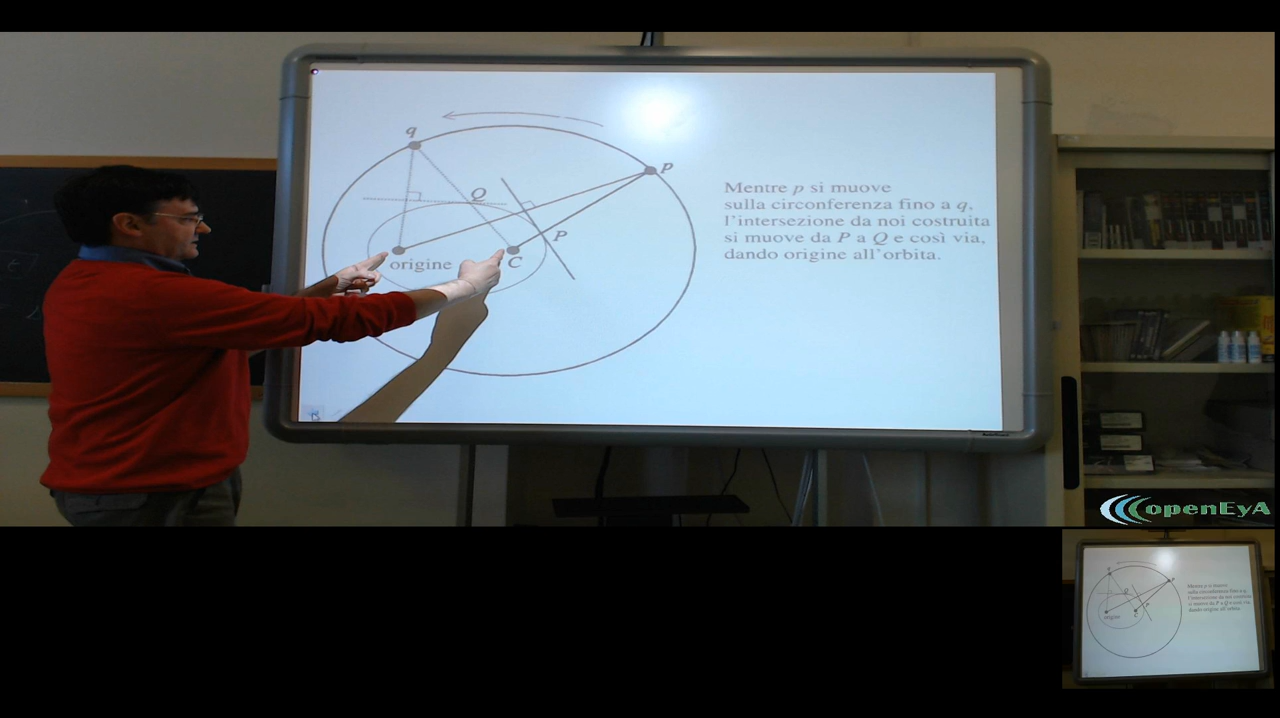 q
p
Q
P
origine
C
Mentre p si muove
sulla circonferenza fino a q,
l'intersezione da noi costruita
si muove da P a Q e così via,
dando origine all'orbita.
openEyA